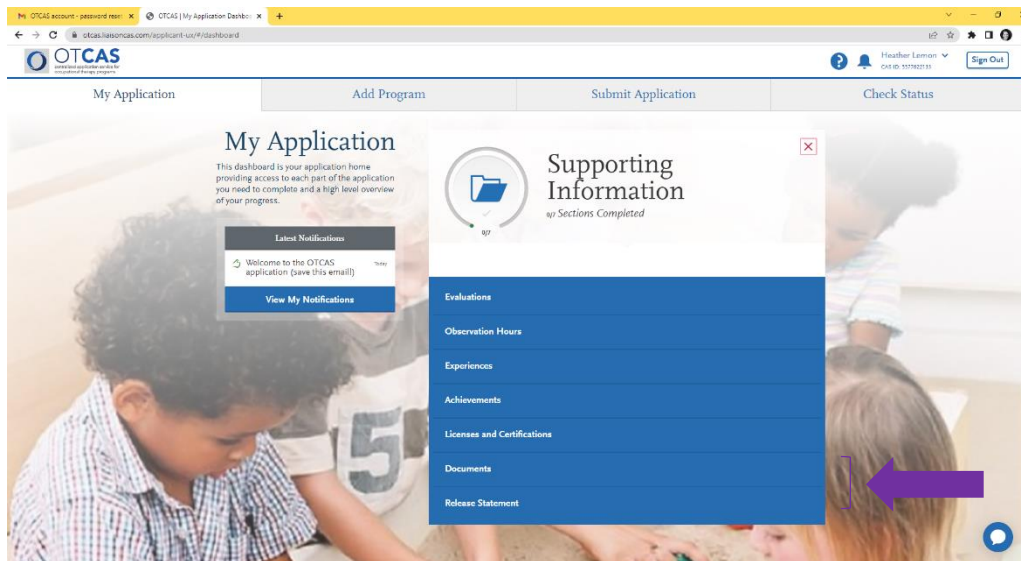 OTCAS account - password reset
OTCAS | My Application Dashbo
otcas.liaisoncas.com/applicant-ux/#/dashboard
OTCAS
centralized application service for
occupational therapy programs
Heather Lemon
Sign Out
My Application
Add Program
Submit Application
Check Status
My Application
This dashboard is your application home
providing access to each part of the application
you need to complete and a high level overview
of your progress.
Latest Notifications
Welcome to the OTCAS
application (save this email!)
Today
View My Notifications
0/7
Supporting
Information
0/7 Sections Completed
Evaluations
Observation Hours
Experiences
Achievements
Licenses and Certifications
Documents
Release Statement
5